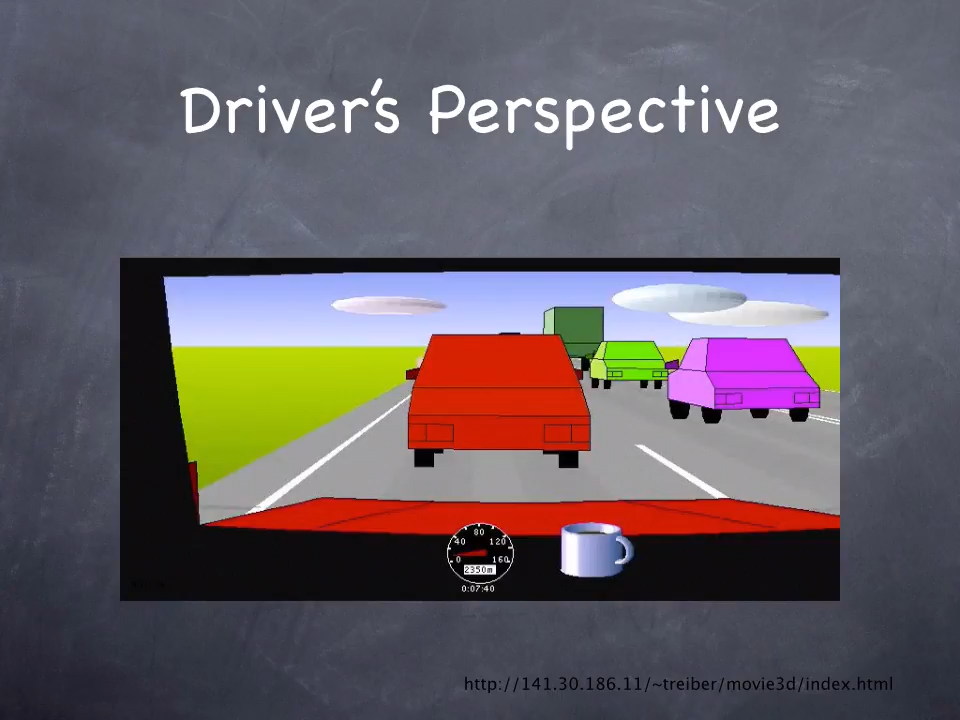 Driver's Perspective
80
40 120
0 160
2350m
0:07:40
http://141.30.186.11/~treiber/movie3d/index.html